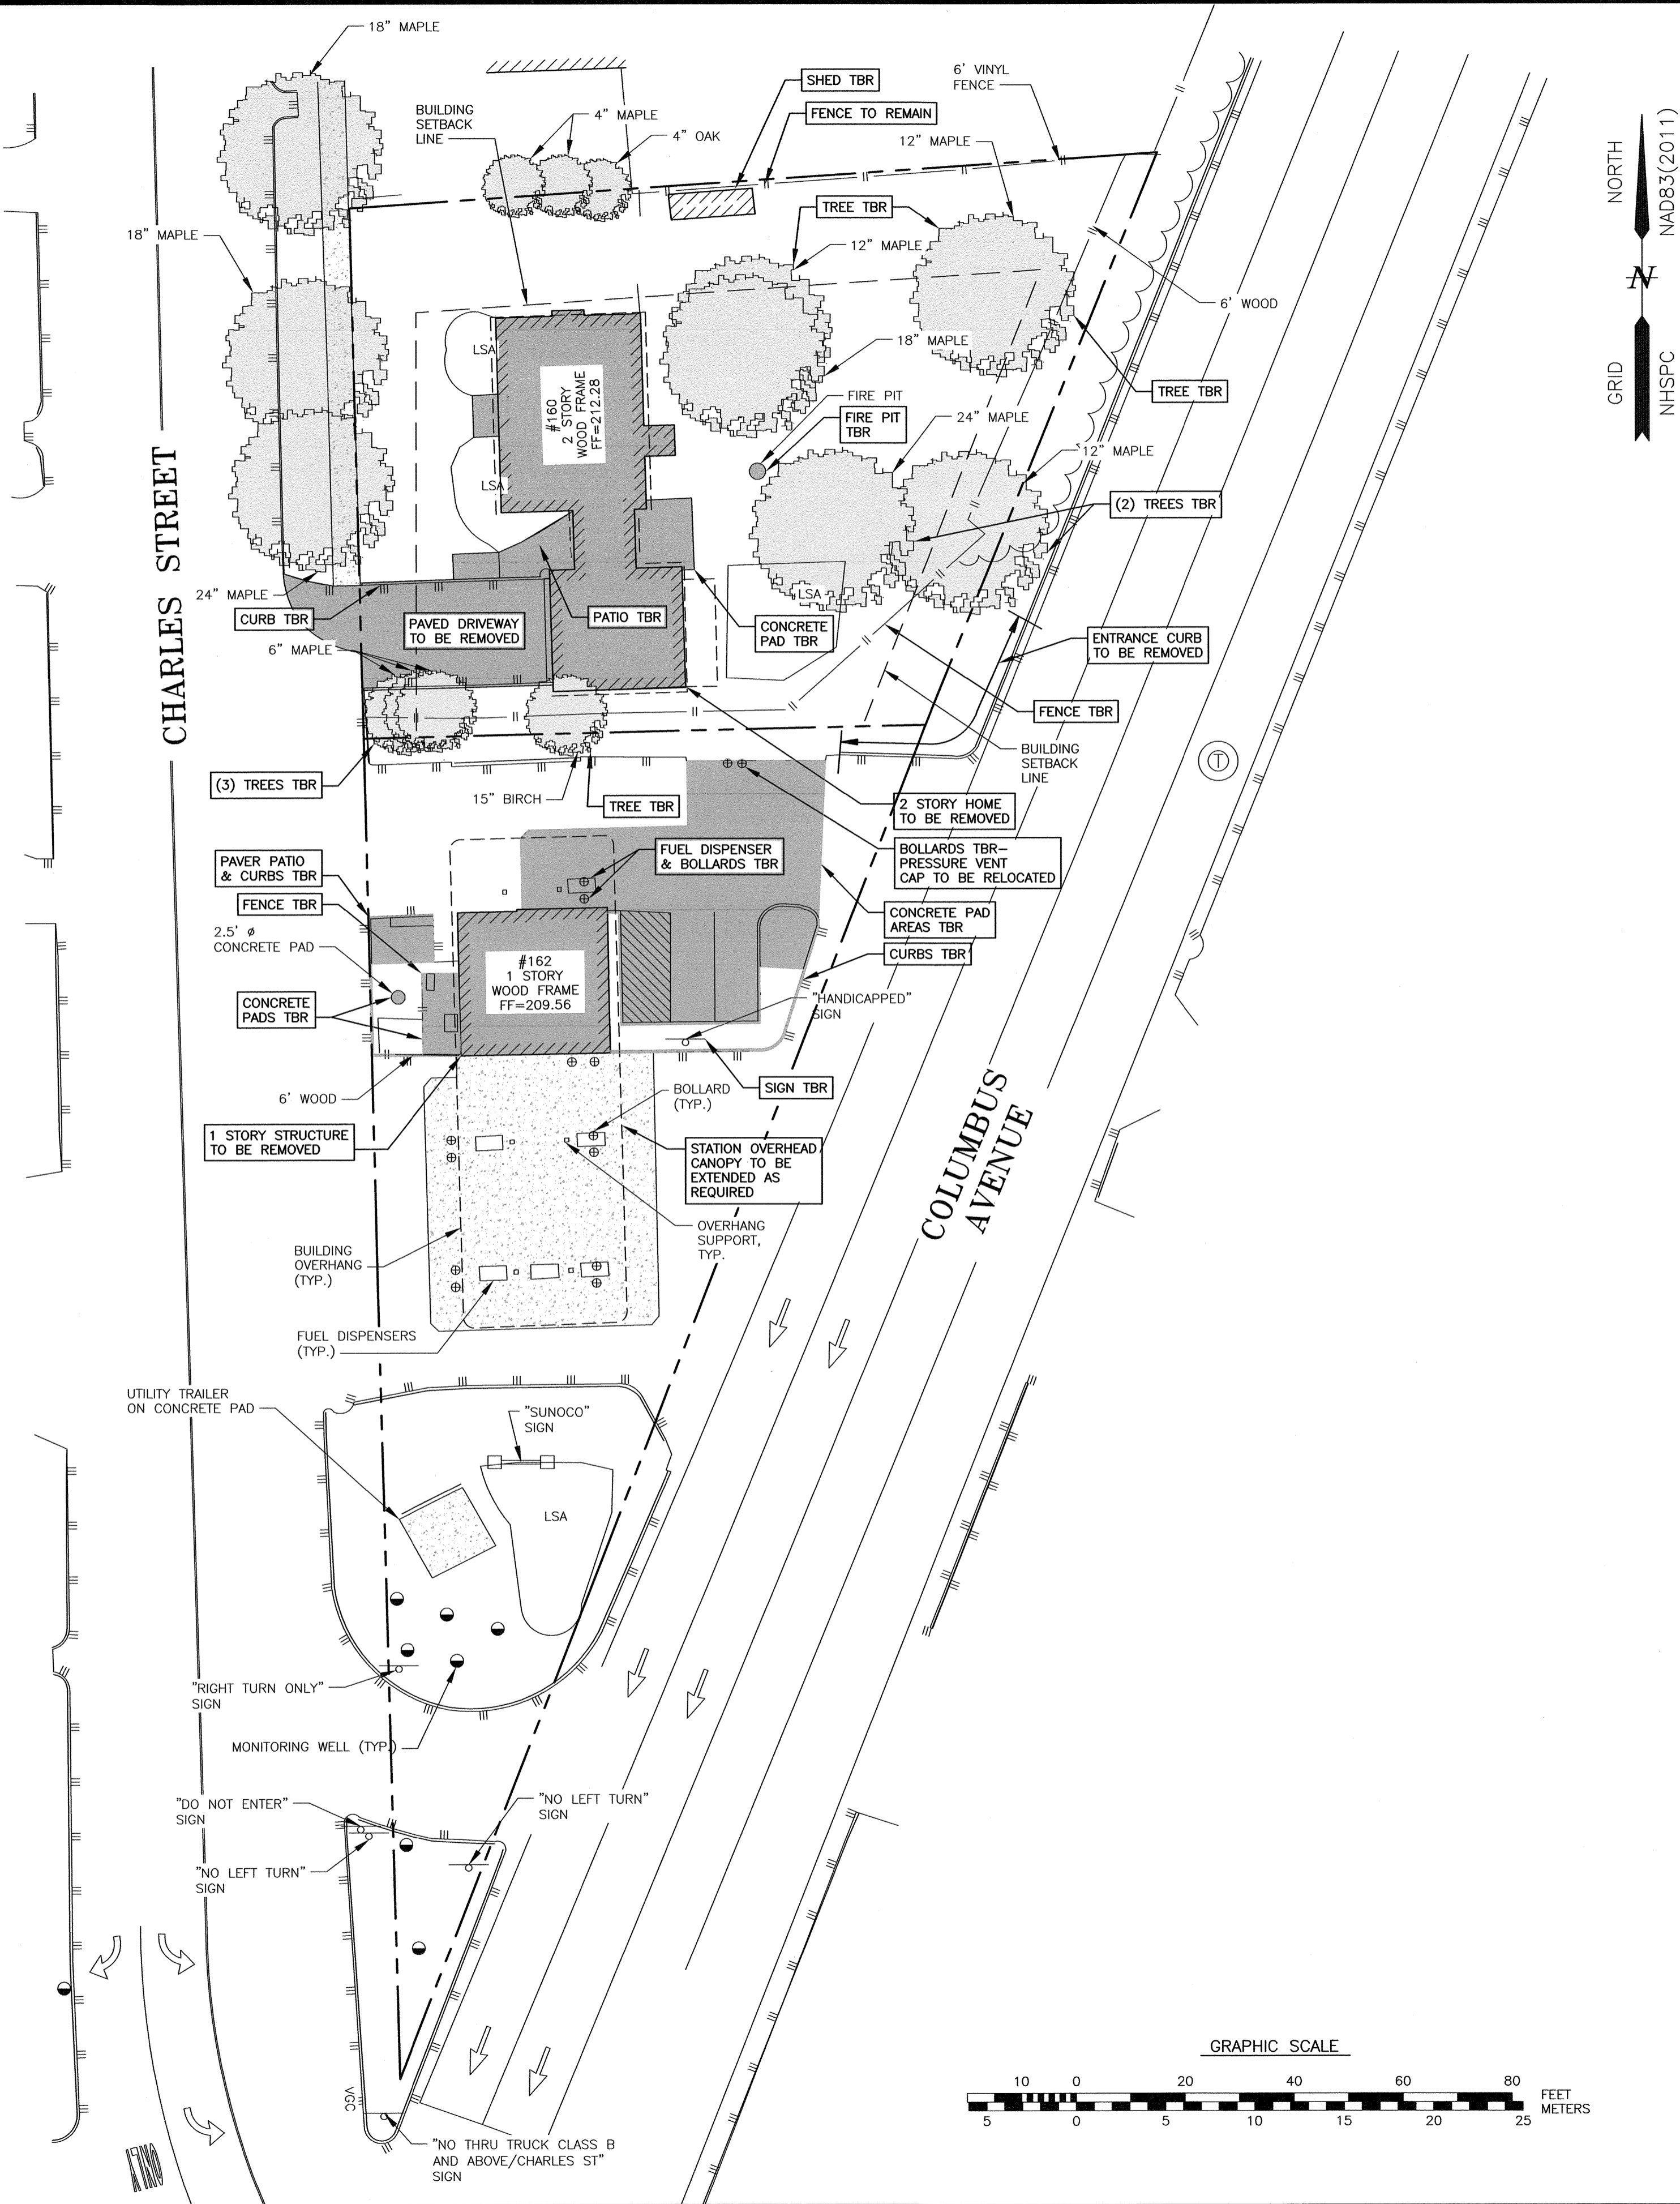 18" MAPLE
SHED TBR
6' VINYL
FENCE
BUILDING
SETBACK
LINE
4" MAPLE
FENCE TO REMAIN
4" OAK
12" MAPLE
NORTH
NAD83(2011)
N
GRID
NHSPC
TREE TBR
18" MAPLE
12" MAPLE
6' WOOD
LSA
18" MAPLE
#160
2 STORY
WOOD FRAME
FF=212.28
TREE TBR
FIRE PIT
FIRE PIT
TBR
24" MAPLE
12" MAPLE
LSA
(2) TREES TBR
CHARLES STREET
24" MAPLE
LSA
CURB TBR
PAVED DRIVEWAY
TO BE REMOVED
PATIO TBR
CONCRETE
PAD TBR
ENTRANCE CURB
TO BE REMOVED
6" MAPLE
FENCE TBR
BUILDING
SETBACK
LINE
T
(3) TREES TBR
15" BIRCH
TREE TBR
2 STORY HOME
TO BE REMOVED
PAVER PATIO
& CURBS TBR
FUEL DISPENSER
& BOLLARDS TBR
BOLLARDS TBR-
PRESSURE VENT
CAP TO BE RELOCATED
FENCE TBR
CONCRETE PAD
AREAS TBR
2.5' ø
CONCRETE PAD
CURBS TBR
#162
1 STORY
WOOD FRAME
FF=209.56
CONCRETE
PADS TBR
"HANDICAPPED"
SIGN
6' WOOD
BOLLARD
(TYP.)
SIGN TBR
1 STORY STRUCTURE
TO BE REMOVED
STATION OVERHEAD
CANOPY TO BE
EXTENDED AS
REQUIRED
COLUMBUS
AVENUE
OVERHANG
SUPPORT,
TYP.
BUILDING
OVERHANG
(TYP.)
FUEL DISPENSERS
(TYP.)
UTILITY TRAILER
ON CONCRETE PAD
"SUNOCO"
SIGN
LSA
"RIGHT TURN ONLY"
SIGN
MONITORING WELL (TYP.)
"DO NOT ENTER"
SIGN
"NO LEFT TURN"
SIGN
"NO LEFT TURN"
SIGN
VGC
ONLY
"NO THRU TRUCK CLASS B
AND ABOVE/CHARLES ST"
SIGN
GRAPHIC SCALE
10 0 20 40 60 80
FEET
METERS
5 0 5 10 15 20 25